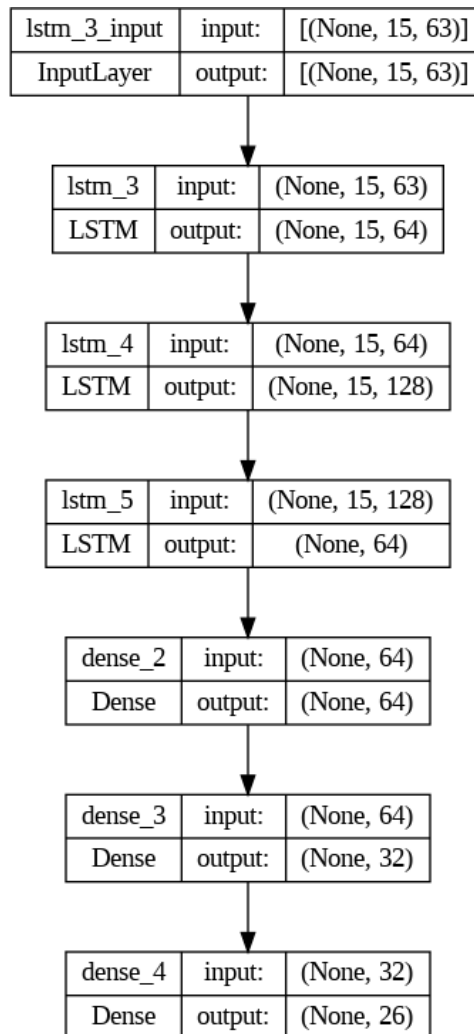 lstm_3_input input: [(None, 15, 63)]
InputLayer output: [(None, 15, 63)]
lstm_3 input: (None, 15, 63)
LSTM output: (None, 15, 64)
lstm_4 input: (None, 15, 64)
LSTM output: (None, 15, 128)
lstm_5 input: (None, 15, 128)
LSTM output: (None, 64)
dense_2 input: (None, 64)
Dense output: (None, 64)
dense_3 input: (None, 64)
Dense output: (None, 32)
dense_4 input: (None, 32)
Dense output: (None, 26)